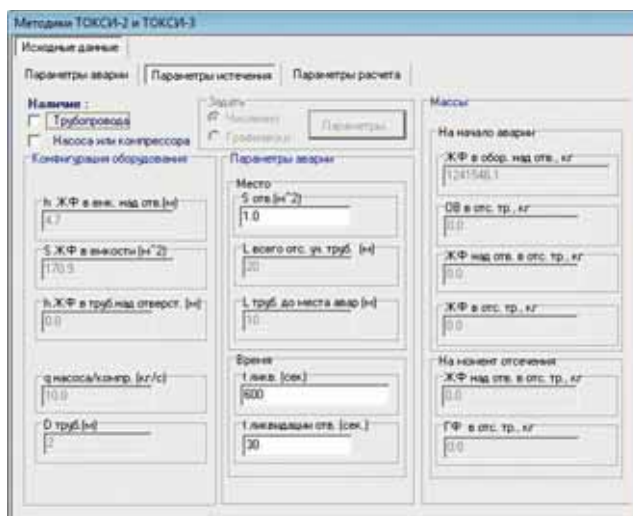 Методики ТОКСИ-2 и ТОКСИ-3
Исходные данные
Параметры аварии Параметры истечения Параметры расчета
Наличие :
Трубопровода
Насоса или компрессора
Задать
Численно
Графически
Параметры
Конфигурация оборудования
h ЖФ в емк. над отв.(м)
4.7
S ЖФ в емкости (м^2)
170.9
h ЖФ в труб.над отверст. (м)
0.0
q насоса/компр. (кг/с)
10.0
D труб.(м)
2
Параметры аварии
Место
S отв.(м^2)
1.0
L всего отс. уч. труб. (м)
20
L труб. до места авар (м)
10
Время
t ликв. (сек.)
600
t ликвидации отв. (сек.)
30
Массы
На начало аварии
ЖФ в обор. над отв., кг
1241548.1
ОВ в отс. тр., кг
0.0
ЖФ над отв. в отс. тр., кг
0.0
ЖФ в отс. тр., кг
0.0
На момент отсечения
ЖФ над отв. в отс. тр., кг
0.0
ГФ в отс. тр., кг
0.0